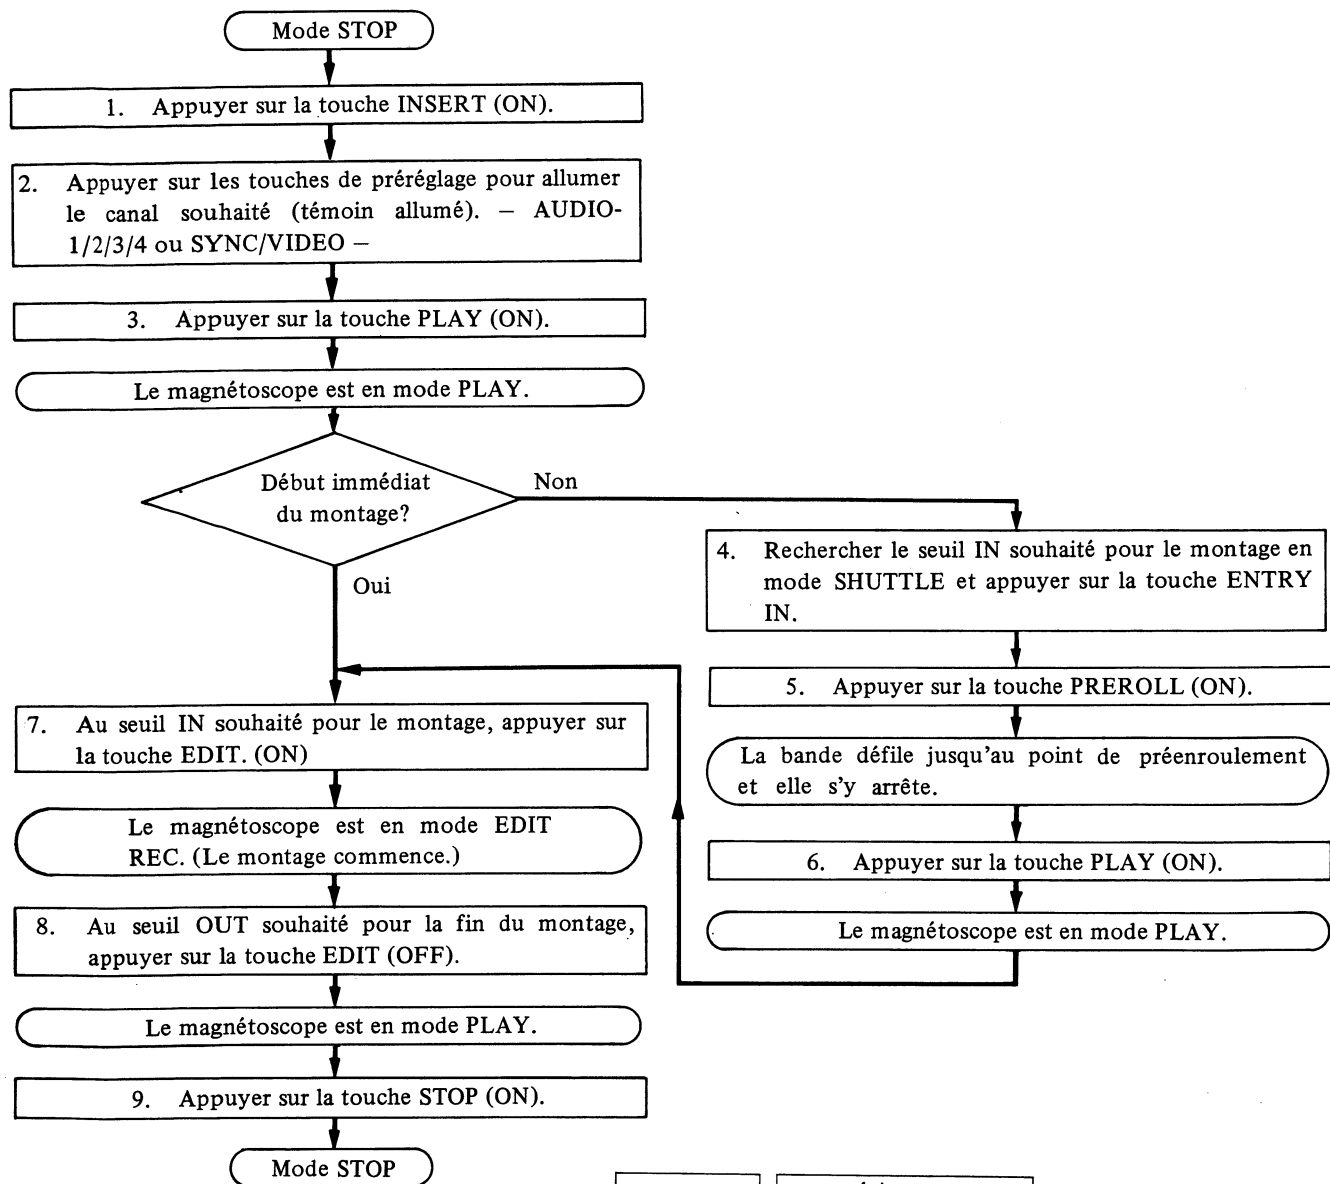 Mode STOP
1. Appuyer sur la touche INSERT (ON).
2. Appuyer sur les touches de préréglage pour allumer
le canal souhaité (témoin allumé). – AUDIO-
1/2/3/4 ou SYNC/VIDEO –
3. Appuyer sur la touche PLAY (ON).
Le magnétoscope est en mode PLAY.
Début immédiat
du montage?
Non
Oui
4. Rechercher le seuil IN souhaité pour le montage en
mode SHUTTLE et appuyer sur la touche ENTRY
IN.
5. Appuyer sur la touche PREROLL (ON).
La bande défile jusqu'au point de préenroulement
et elle s'y arrête.
6. Appuyer sur la touche PLAY (ON).
Le magnétoscope est en mode PLAY.
7. Au seuil IN souhaité pour le montage, appuyer sur
la touche EDIT. (ON)
Le magnétoscope est en mode EDIT
REC. (Le montage commence.)
8. Au seuil OUT souhaité pour la fin du montage,
appuyer sur la touche EDIT (OFF).
Le magnétoscope est en mode PLAY.
9. Appuyer sur la touche STOP (ON).
Mode STOP